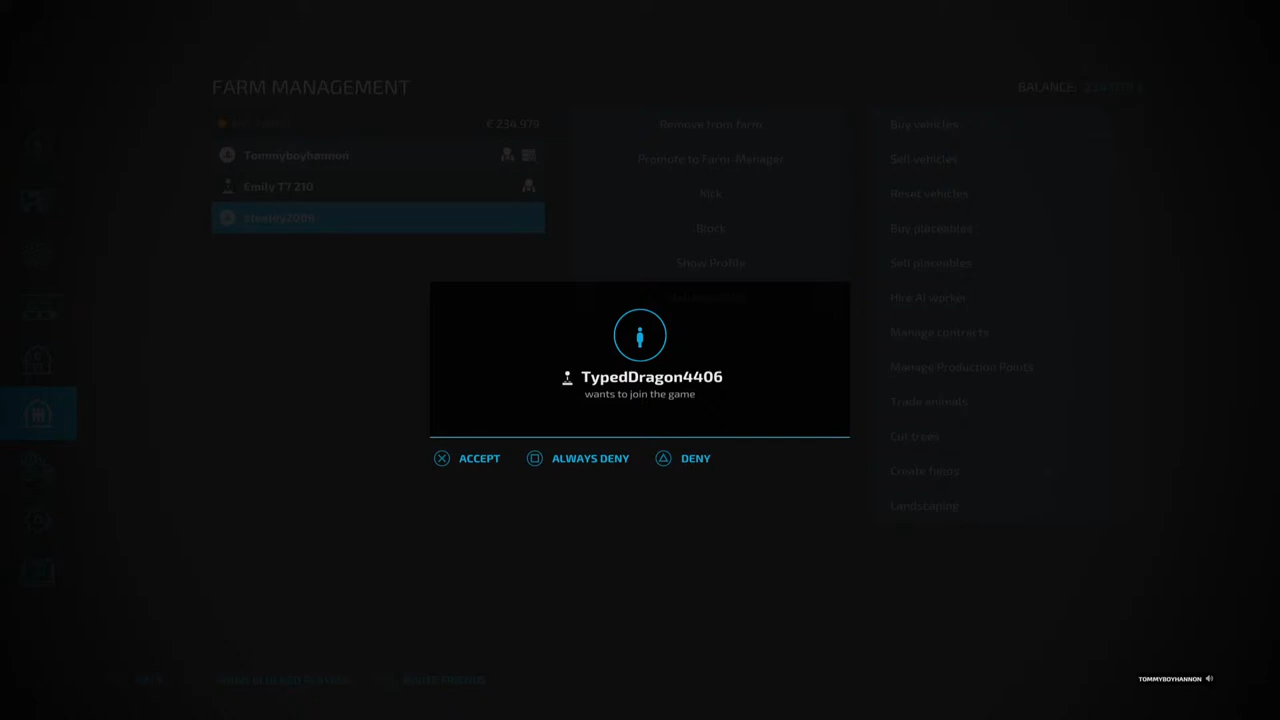 FARM MANAGEMENT
BALANCE:
€ 234,979
Tommyboyhannon
Emily T7 210
Steeley2008
Remove from farm
Promote to Farm-Manager
Kick
Block
Show Profile
Buy vehicles
Sell vehicles
Reset vehicles
Buy placeables
Sell placeables
Hire AI worker
Manage contracts
Manage Production Points
Trade animals
Cut trees
Create fields
Landscaping
TypedDragon4406
wants to join the game
ACCEPT
ALWAYS DENY
DENY
INVITE FRIENDS
TOMMYBOYHANNON